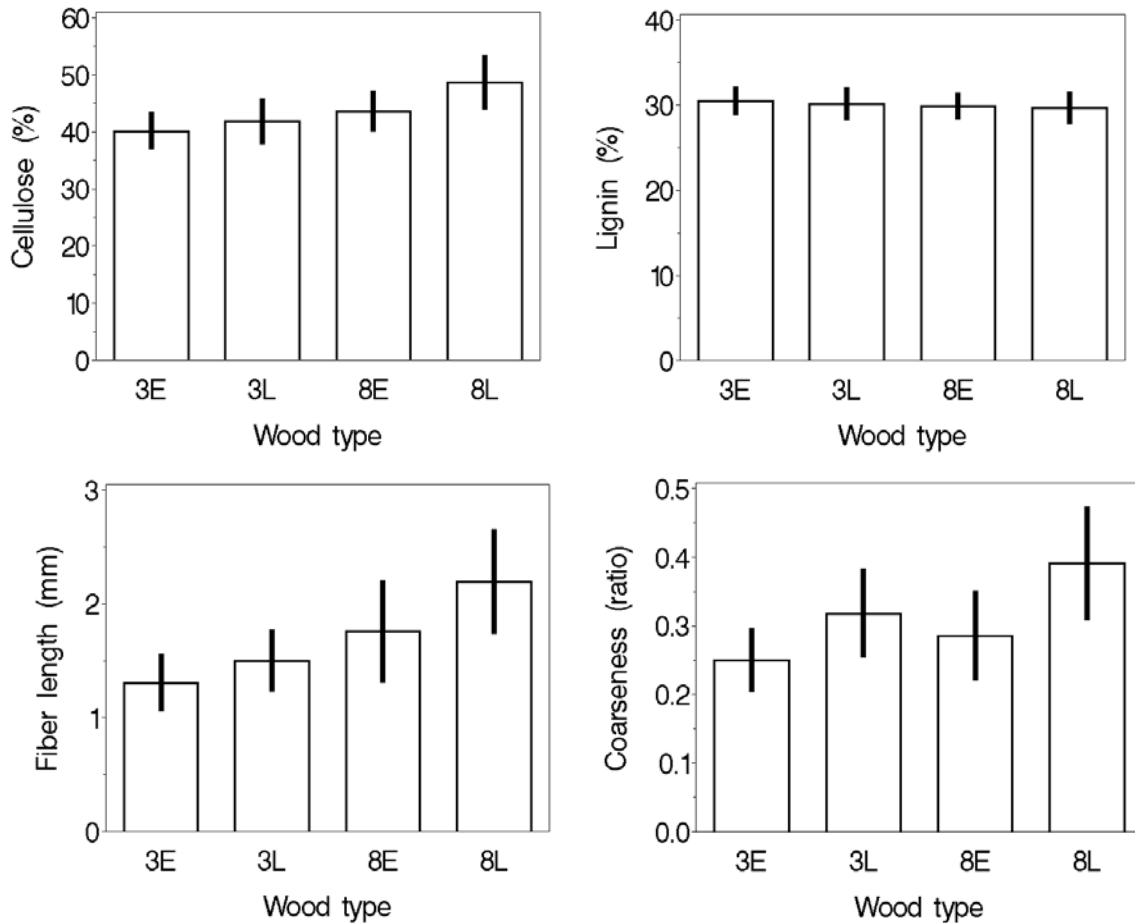 Cellulose (%)
60
50
40
30
20
10
0
3E 3L 8E 8L
Wood type
Lignin (%)
40
30
20
10
0
3E 3L 8E 8L
Wood type
Fiber length (mm)
3
2
1
0
3E 3L 8E 8L
Wood type
Coarseness (ratio)
0.5
0.4
0.3
0.2
0.1
0.0
3E 3L 8E 8L
Wood type